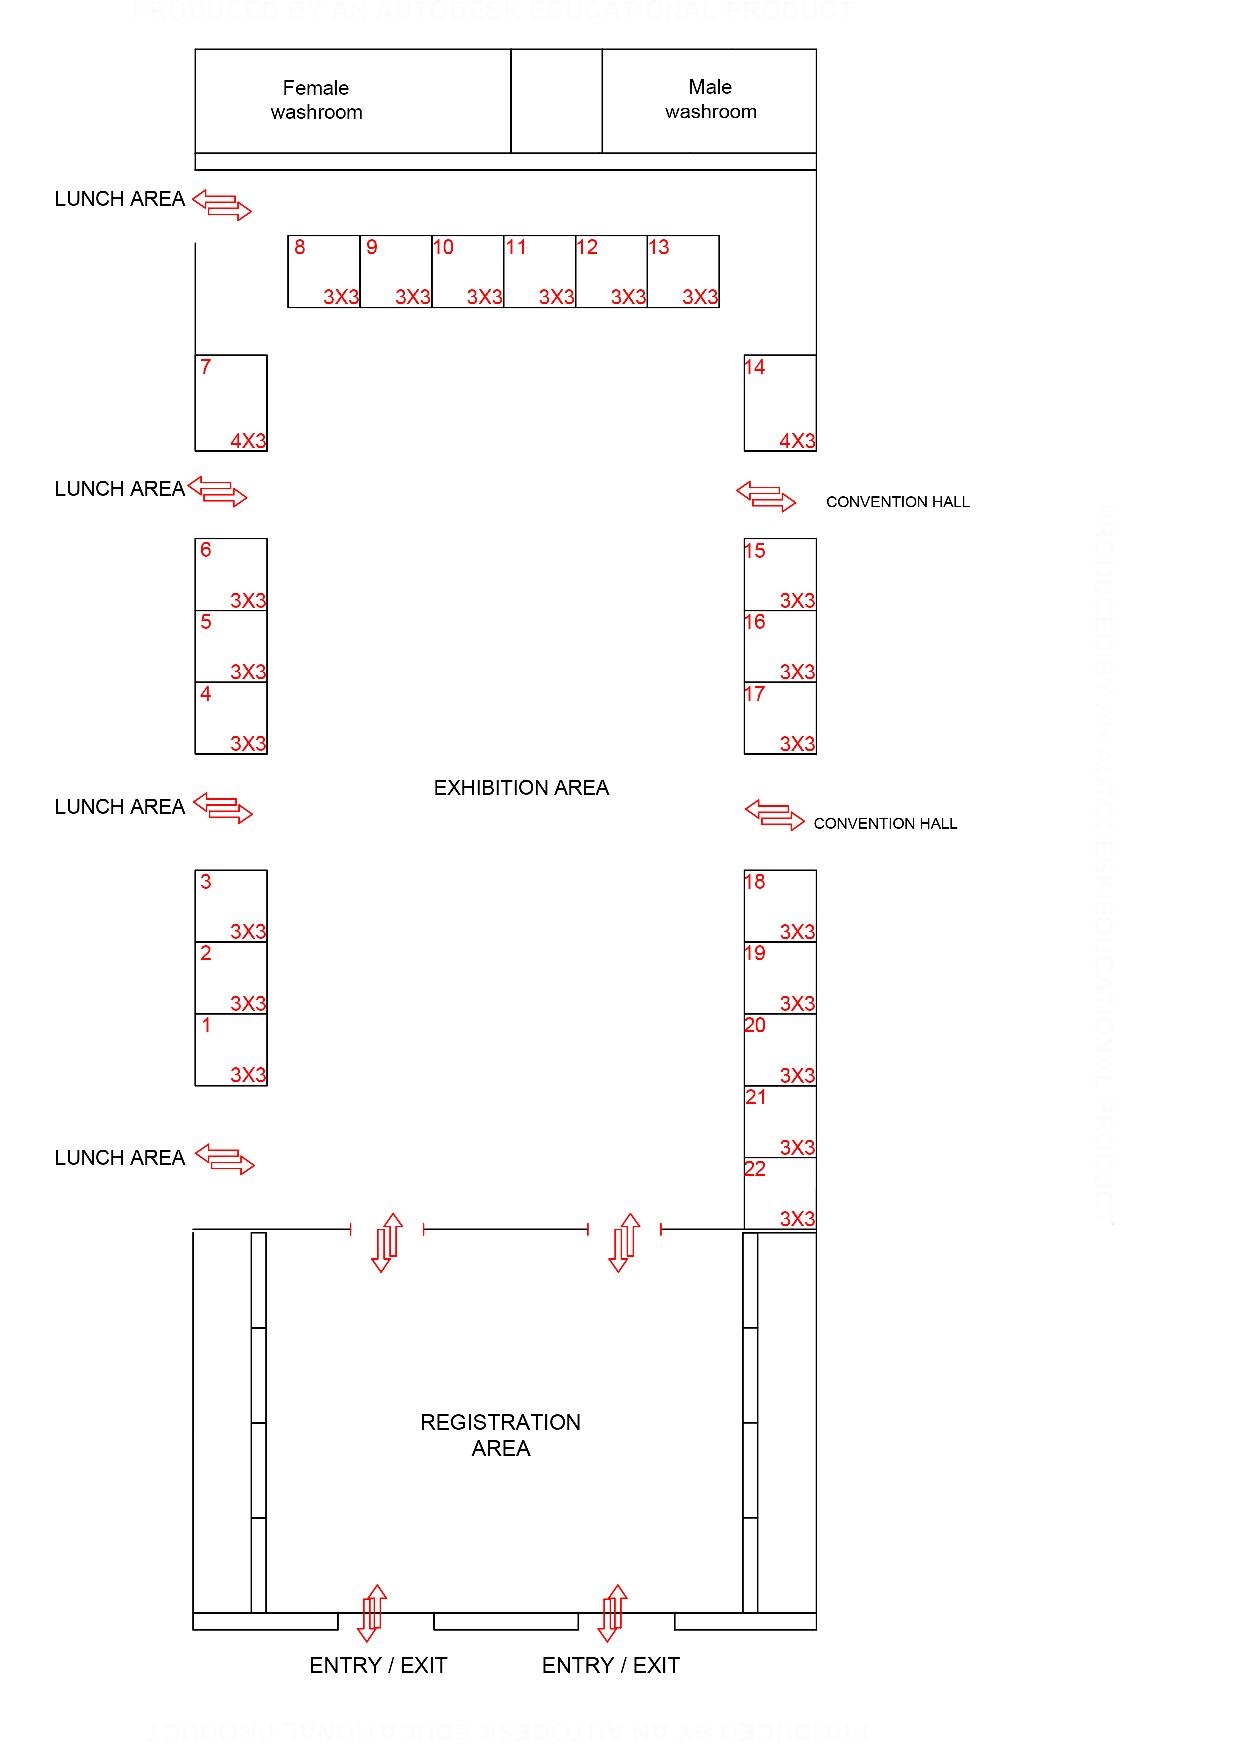 PRODUCED BY AN AUTODESK EDUCATIONAL PRODUCT
Female
washroom
Male
washroom
LUNCH AREA
8
9
10
11
12
13
3X3
3X3
3X3
3X3
3X3
3X3
7
14
4X3
4X3
LUNCH AREA
CONVENTION HALL
6
15
3X3
3X3
5
16
3X3
3X3
4
17
3X3
3X3
EXHIBITION AREA
LUNCH AREA
CONVENTION HALL
3
18
3X3
3X3
2
19
3X3
3X3
1
20
3X3
3X3
21
3X3
LUNCH AREA
22
3X3
REGISTRATION
AREA
ENTRY / EXIT
ENTRY / EXIT
PRODUCED BY AN AUTODESK EDUCATIONAL PRODUCT
PRODUCED BY AN AUTODESK EDUCATIONAL PRODUCT